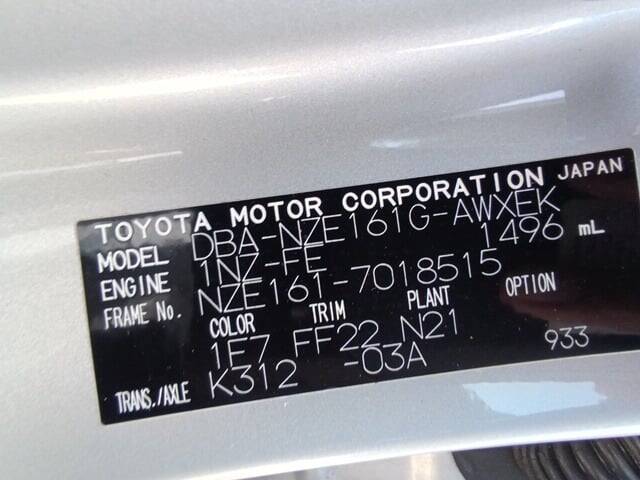 TOYOTA MOTOR CORPORATION JAPAN
MODEL DBA-NZE161G-AWXEK
ENGINE 1NZ-FE 1496 mL
FRAME No. NZE161-7018515
COLOR TRIM PLANT OPTION
1F7 FF22 N21
TRANS./AXLE K312 -03A 933